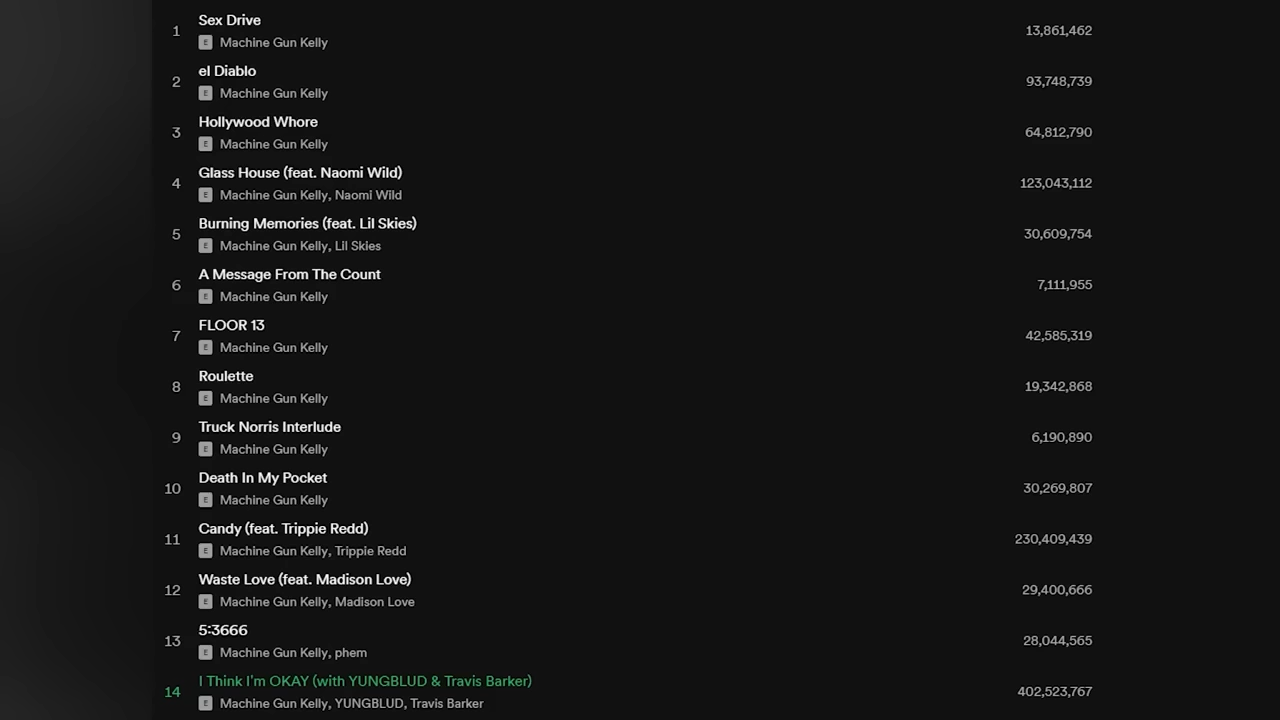 1
Sex Drive
E Machine Gun Kelly
13,861,462
2
el Diablo
E Machine Gun Kelly
93,748,739
3
Hollywood Whore
E Machine Gun Kelly
64,812,790
4
Glass House (feat. Naomi Wild)
E Machine Gun Kelly, Naomi Wild
123,043,112
5
Burning Memories (feat. Lil Skies)
E Machine Gun Kelly, Lil Skies
30,609,754
6
A Message From The Count
E Machine Gun Kelly
7,111,955
7
FLOOR 13
E Machine Gun Kelly
42,585,319
8
Roulette
E Machine Gun Kelly
19,342,868
9
Truck Norris Interlude
E Machine Gun Kelly
6,190,890
10
Death In My Pocket
E Machine Gun Kelly
30,269,807
11
Candy (feat. Trippie Redd)
E Machine Gun Kelly, Trippie Redd
230,409,439
12
Waste Love (feat. Madison Love)
E Machine Gun Kelly, Madison Love
29,400,666
13
5:3666
E Machine Gun Kelly, phem
28,044,565
14
I Think I'm OKAY (with YUNGBLUD & Travis Barker)
E Machine Gun Kelly, YUNGBLUD, Travis Barker
402,523,767